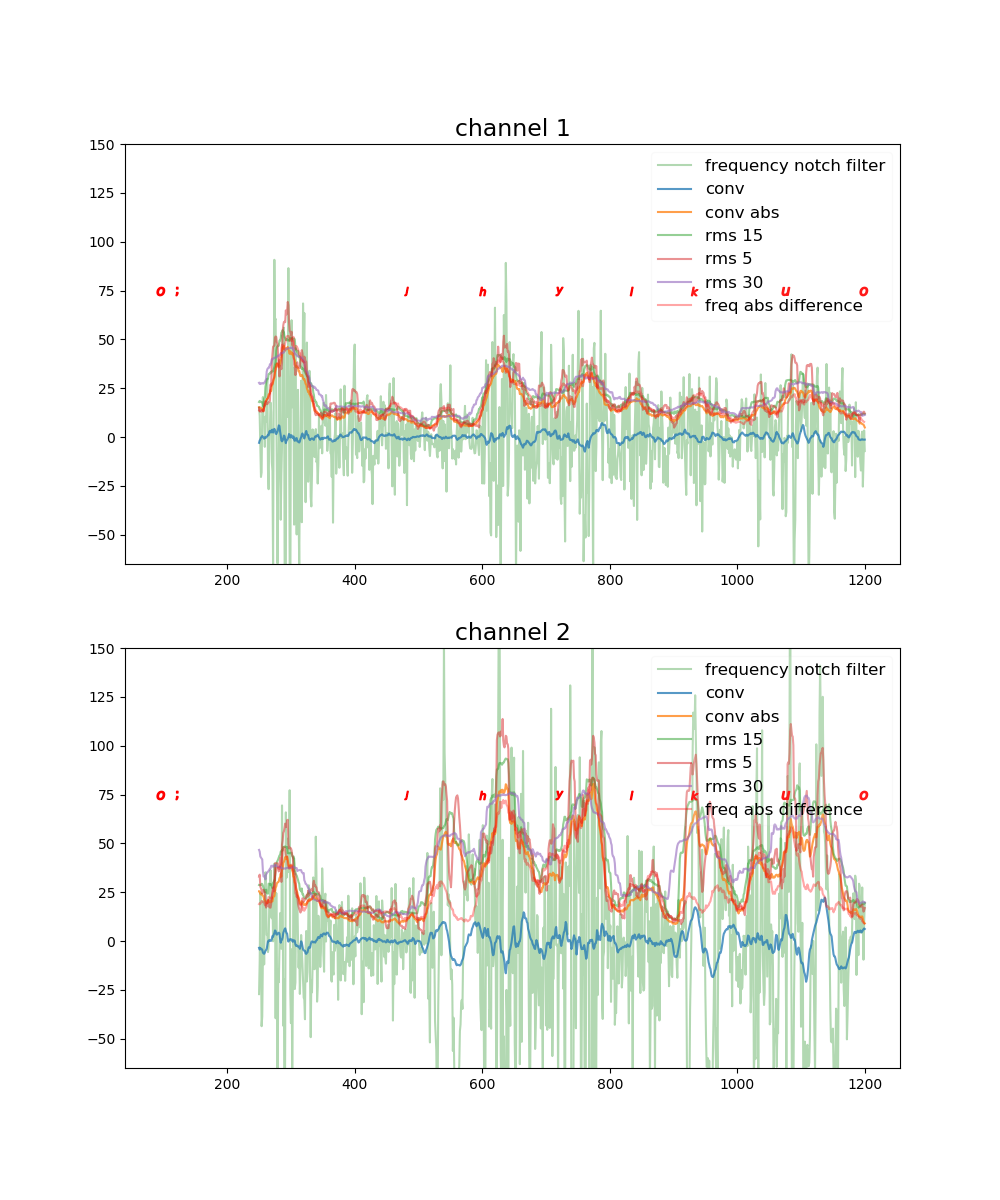 channel 1
150
125
100
75
50
25
0
−25
−50
frequency notch filter
conv
conv abs
rms 15
rms 5
rms 30
freq abs difference
o ; j h y l k u o
200 400 600 800 1000 1200
channel 2
150
125
100
75
50
25
0
−25
−50
frequency notch filter
conv
conv abs
rms 15
rms 5
rms 30
freq abs difference
o ; j h y l k u o
200 400 600 800 1000 1200